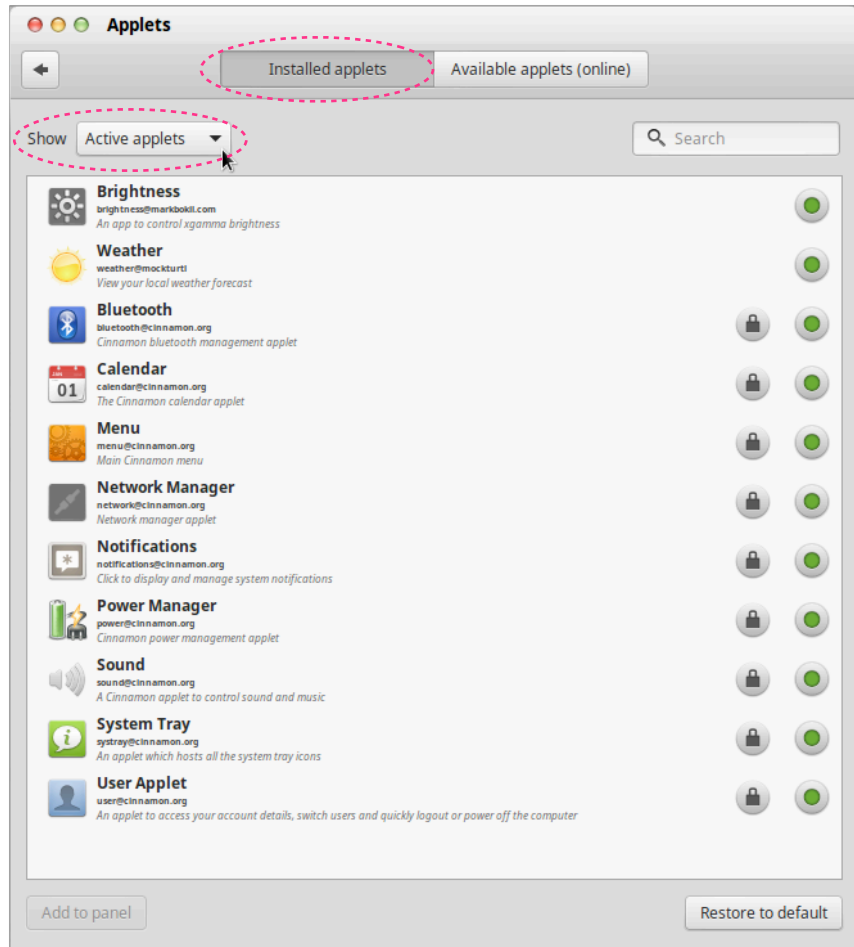 Applets
Installed applets
Available applets (online)
Show
Active applets
Search
Brightness
brightness@markbokil.com
An app to control xgamma brightness
Weather
weather@mockturtl
View your local weather forecast
Bluetooth
bluetooth@cinnamon.org
Cinnamon bluetooth management applet
01
Calendar
calendar@cinnamon.org
The Cinnamon calendar applet
Menu
menu@cinnamon.org
Main Cinnamon menu
Network Manager
network@cinnamon.org
Network manager applet
Notifications
notifications@cinnamon.org
Click to display and manage system notifications
Power Manager
power@cinnamon.org
Cinnamon power management applet
Sound
sound@cinnamon.org
A Cinnamon applet to control sound and music
System Tray
systray@cinnamon.org
An applet which hosts all the system tray icons
User Applet
user@cinnamon.org
An applet to access your account details, switch users and quickly logout or power off the computer
Add to panel
Restore to default